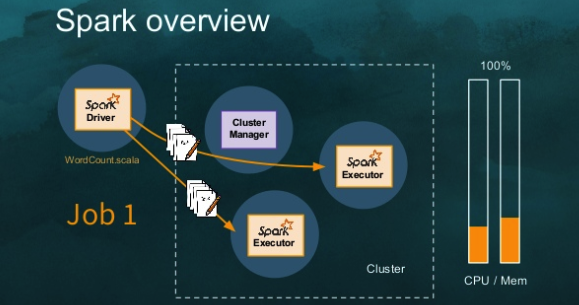 Spark overview
100%
Spark
Driver
Cluster
Manager
WordCount.scala
Spark
Executor
Job 1
Spark
Executor
Cluster
CPU / Mem